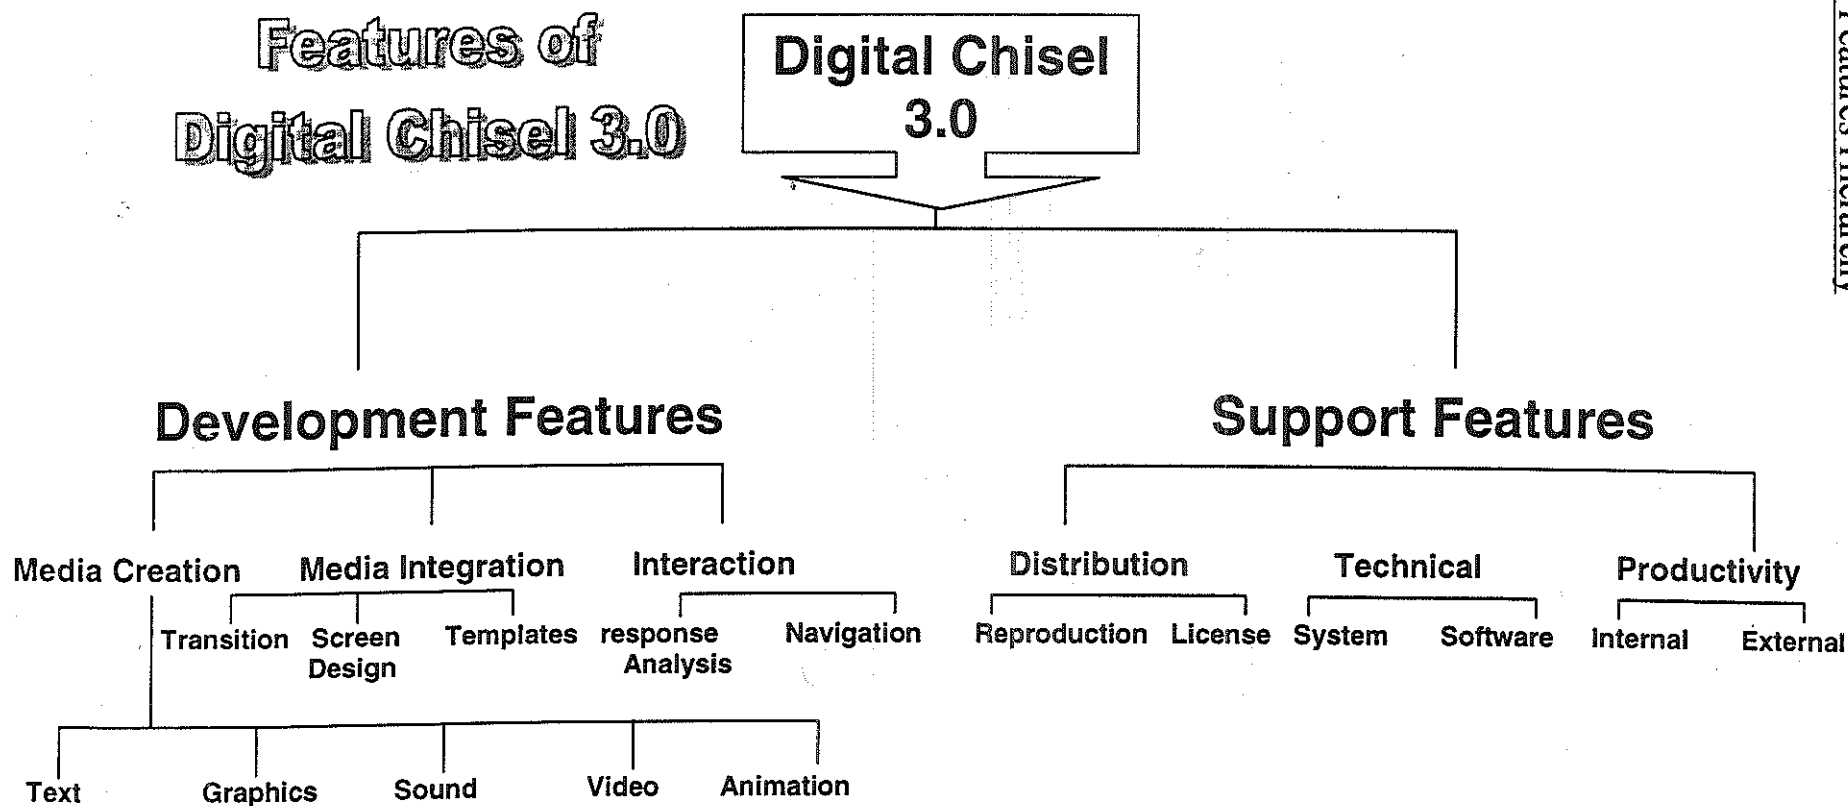 Features of
Digital Chisel 3.0
Digital Chisel
3.0
Features Hierarchy
Development Features
Support Features
Media Creation
Media Integration
Interaction
Distribution
Technical
Productivity
Transition
Screen
Design
Templates
response
Analysis
Navigation
Reproduction
License
System
Software
Internal
External
Text
Graphics
Sound
Video
Animation